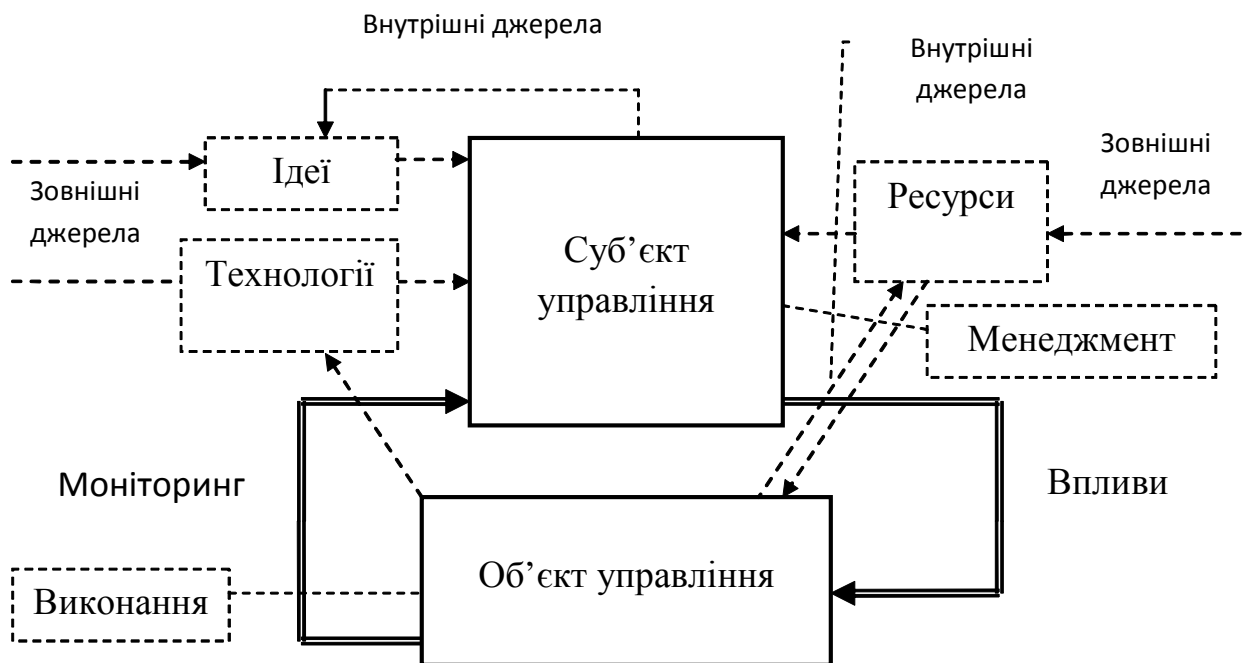 Внутрішні джерела
Внутрішні
джерела
Ідеї
Зовнішні
джерела
Ресурси
Зовнішні
джерела
Технології
Суб’єкт
управління
Менеджмент
Моніторинг
Впливи
Об’єкт управління
Виконання